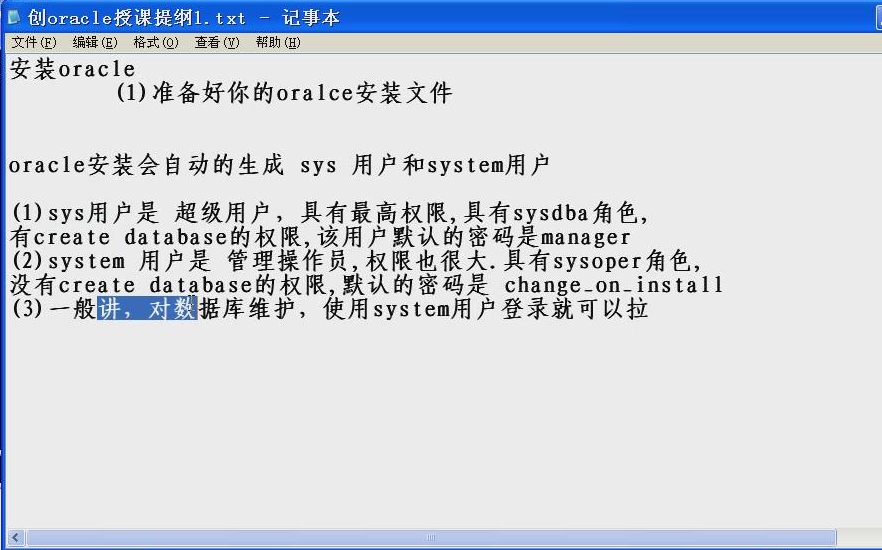 创oracle授课提纲1.txt - 记事本
文件(F) 编辑(E) 格式(O) 查看(V) 帮助(H)
安装oracle
(1)准备好你的oralce安装文件
oracle安装会自动的生成 sys 用户和system用户
(1)sys用户是 超级用户，具有最高权限,具有sysdba角色,
有create database的权限,该用户默认的密码是manager
(2)system 用户是 管理操作员,权限也很大.具有sysoper角色,
没有create database的权限,默认的密码是 change_on_install
(3)一般讲，对数据库维护，使用system用户登录就可以拉